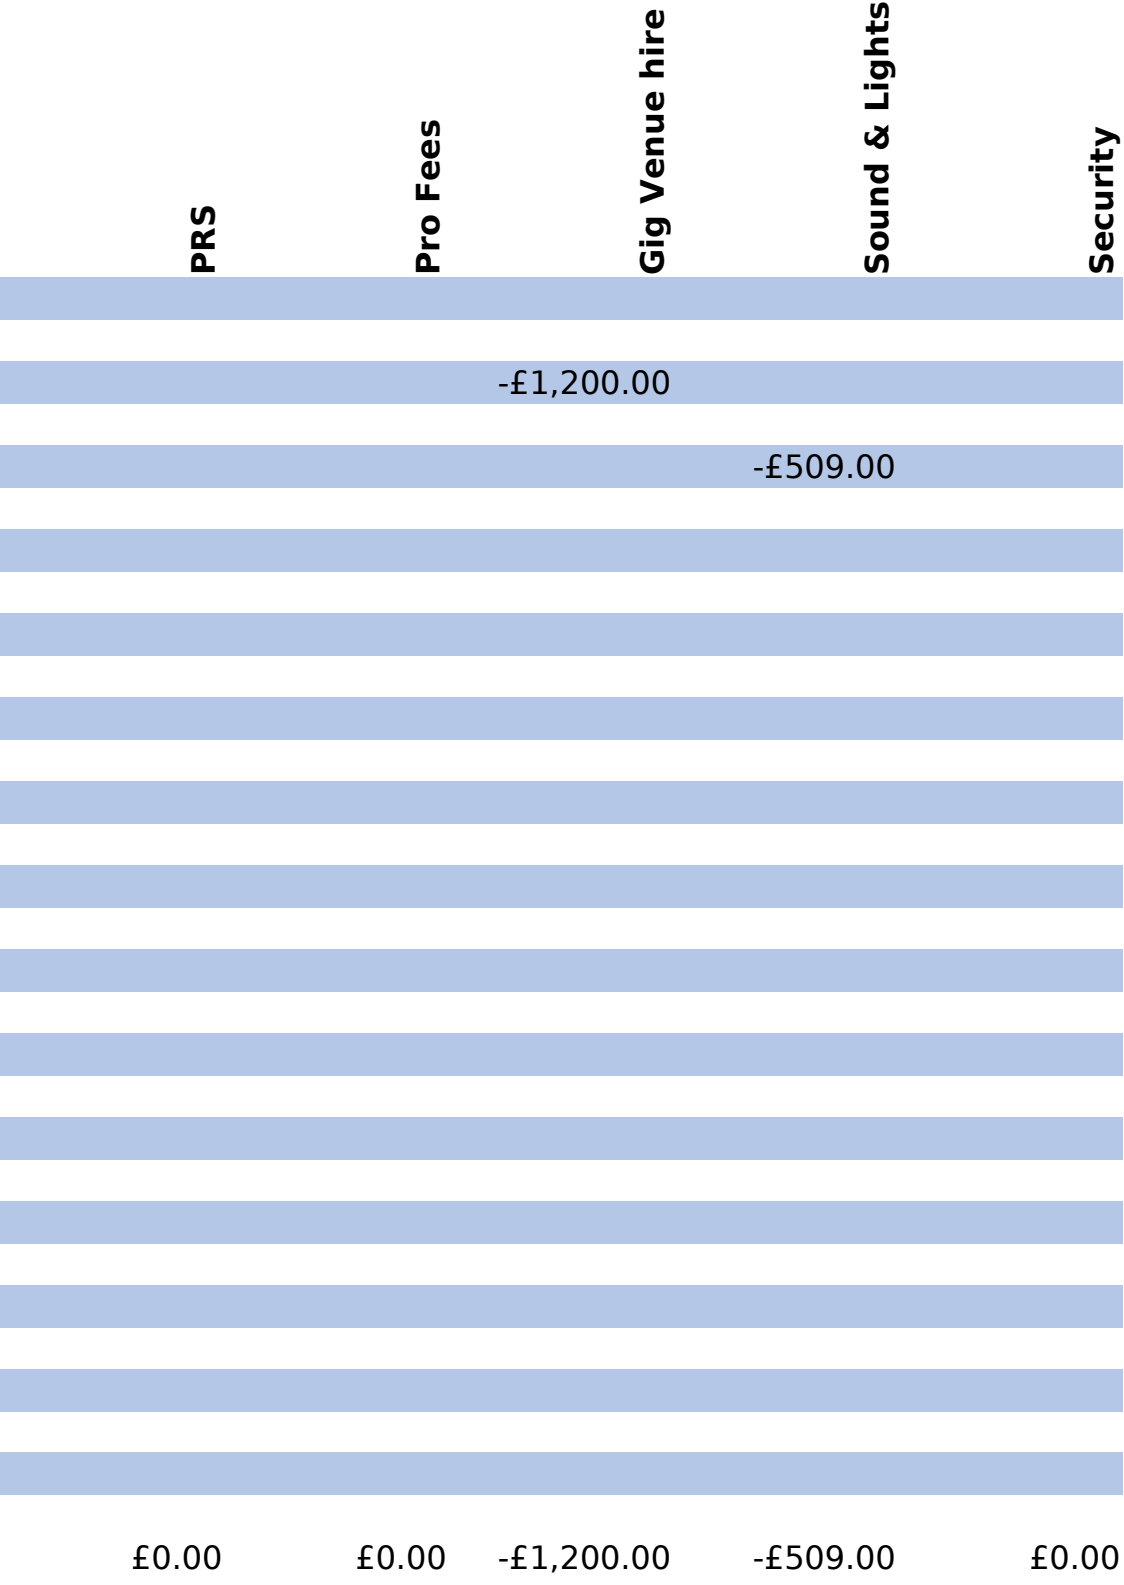 PRS
Pro Fees
Gig Venue hire
Sound & Lights
Security
-£1,200.00
-£509.00
£0.00 £0.00 -£1,200.00 -£509.00 £0.00